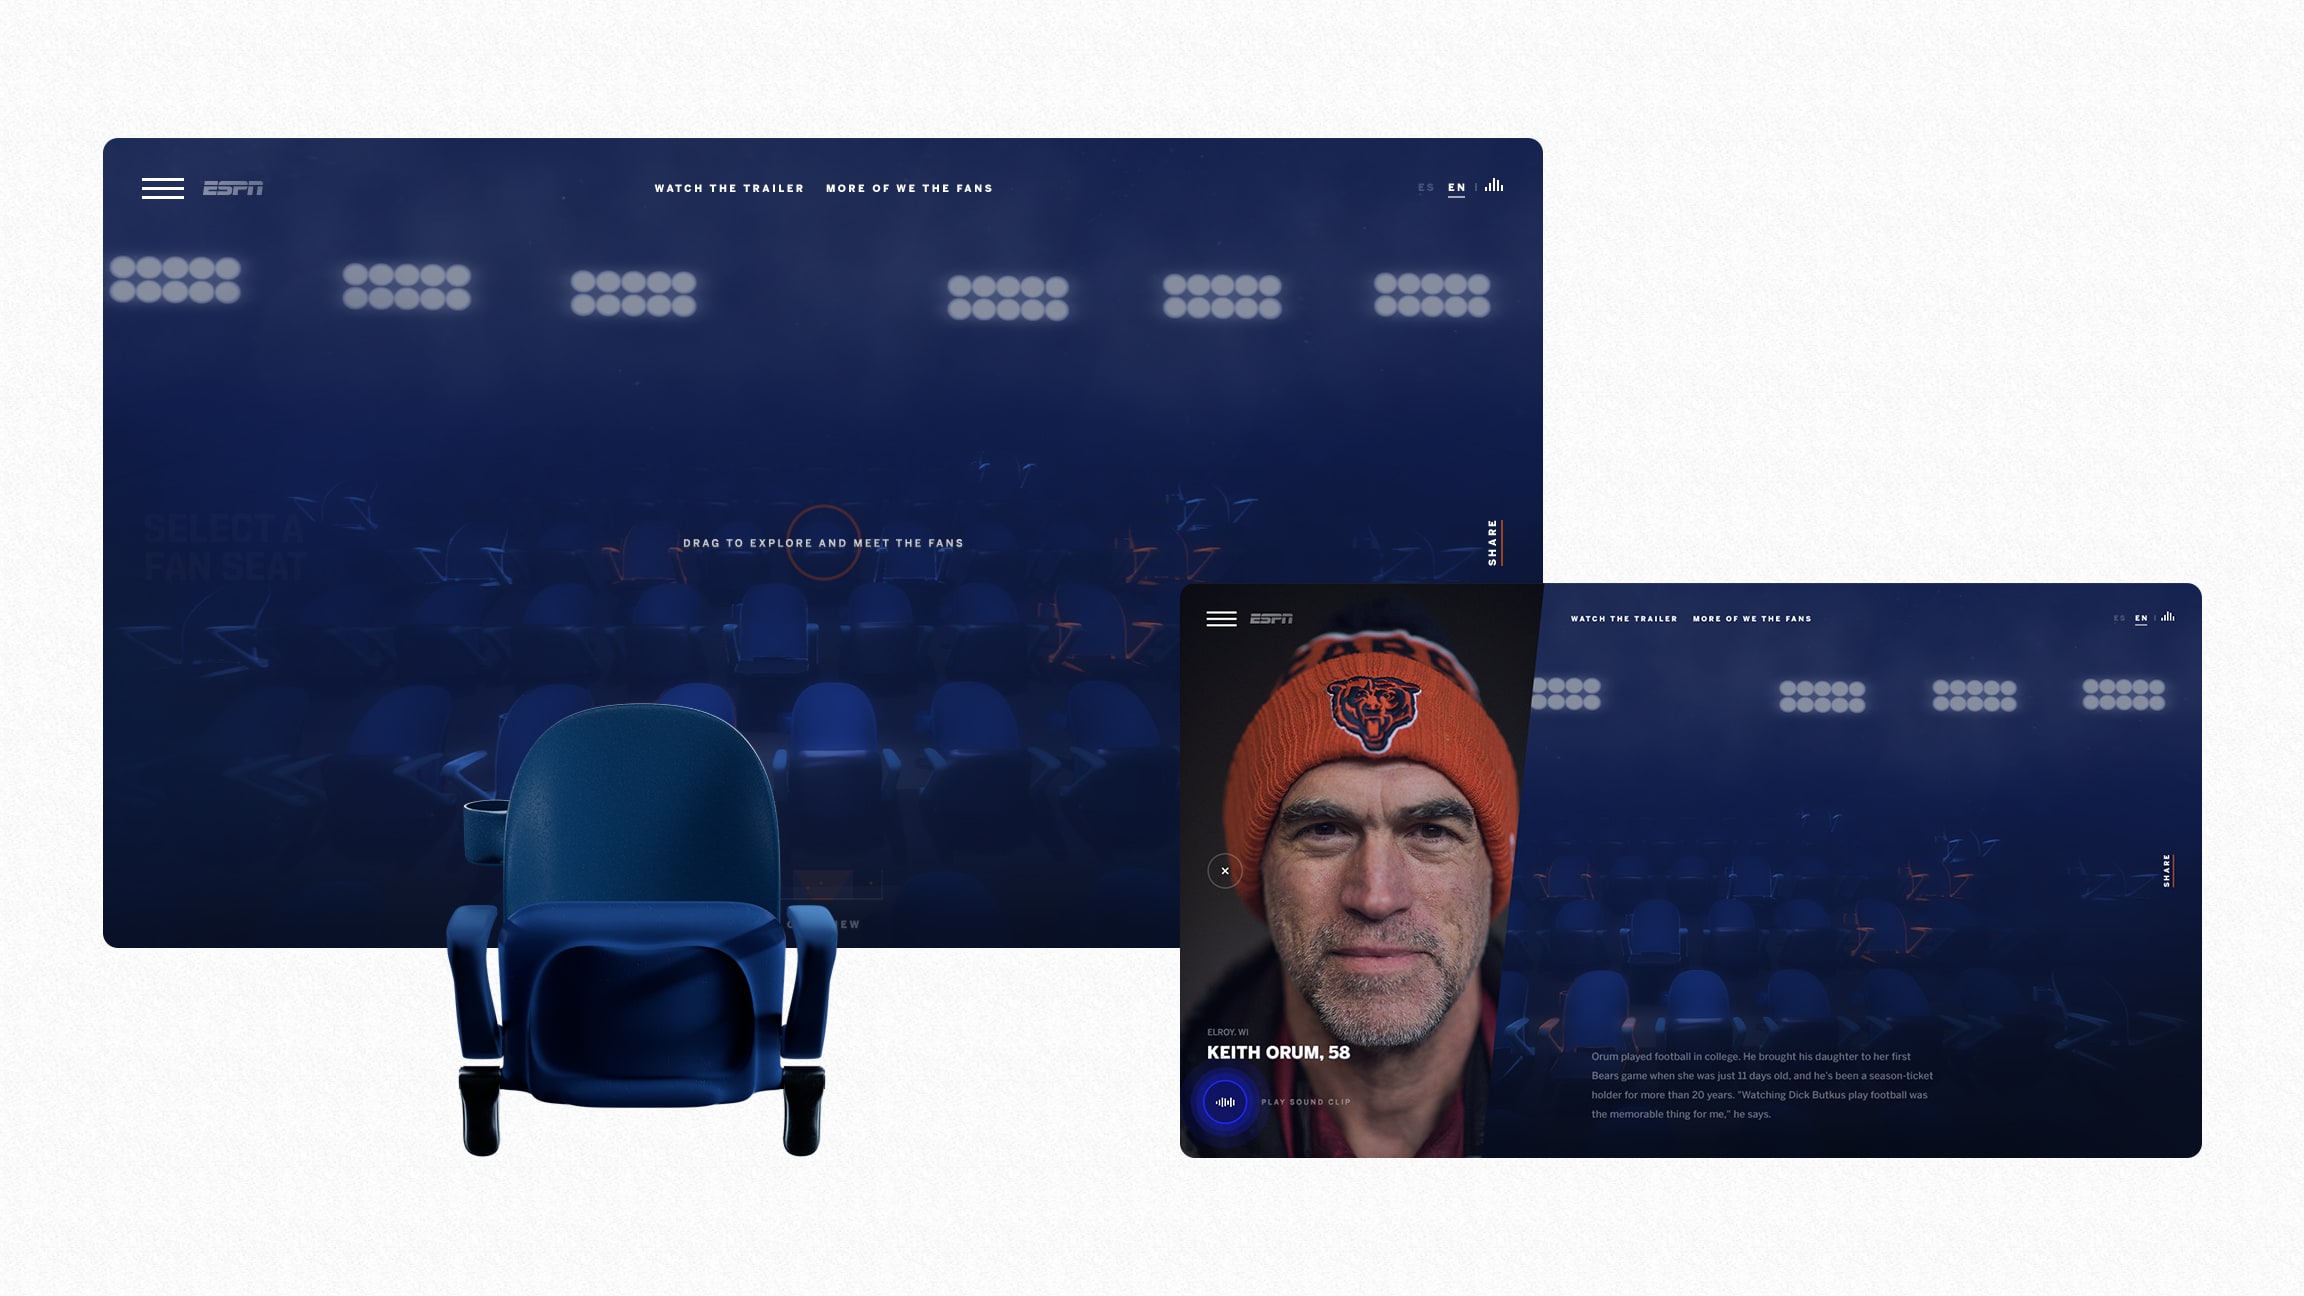 ESPN
WATCH THE TRAILER MORE OF WE THE FANS
ES EN
SELECT A
FAN SEAT
DRAG TO EXPLORE AND MEET THE FANS
SHARE
ESPN
WATCH THE TRAILER MORE OF WE THE FANS
ES EN
BEARS
SHARE
ELROY, WI
KEITH ORUM, 58
PLAY SOUND CLIP
Orum played football in college. He brought his daughter to her first
Bears game when she was just 11 days old, and he's been a season-ticket
holder for more than 20 years. "Watching Dick Butkus play football was
the memorable thing for me," he says.